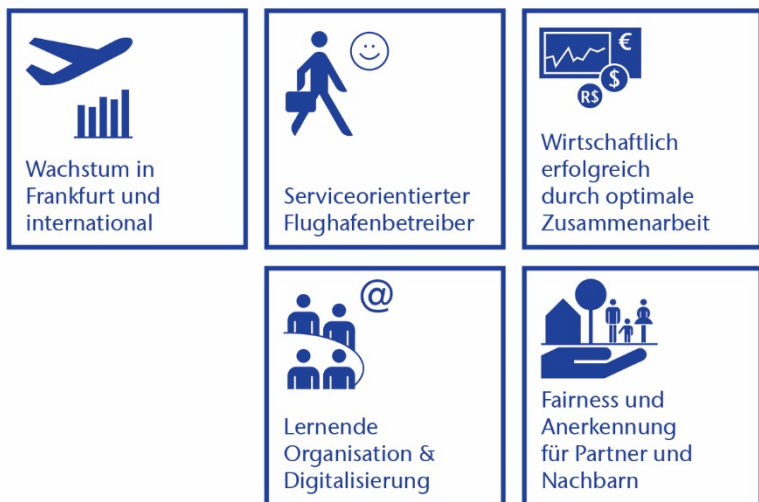 Wachstum in
Frankfurt und
international
Serviceorientierter
Flughafenbetreiber
€
$
R$
Wirtschaftlich
erfolgreich
durch optimale
Zusammenarbeit
@
Lernende
Organisation &
Digitalisierung
Fairness und
Anerkennung
für Partner und
Nachbarn